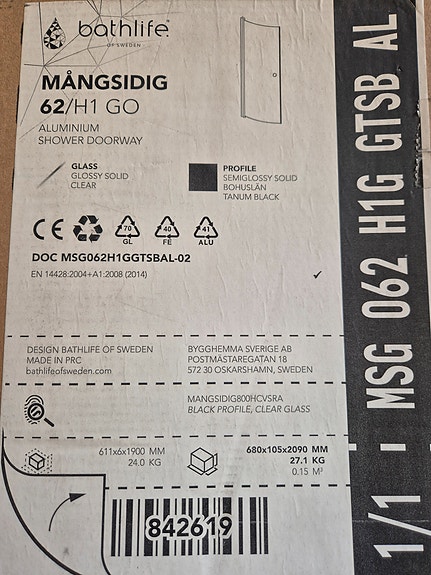 bathlife
OF SWEDEN
MÅNGSIDIG
62/H1 GO
ALUMINIUM
SHOWER DOORWAY
GLASS
GLOSSY SOLID
CLEAR
PROFILE
SEMIGLOSSY SOLID
BOHUSLÄN
TANUM BLACK
CE
70
GL
40
FE
41
ALU
DOC MSG062H1GGTSBAL-02
EN 14428:2004+A1:2008 (2014) ✓
DESIGN BATHLIFE OF SWEDEN
MADE IN PRC
bathlifeofsweden.com
BYGGHEMMA SVERIGE AB
POSTMÄSTAREGATAN 18
572 30 OSKARSHAMN, SWEDEN
MANGSIDIG800HCVSRA
BLACK PROFILE, CLEAR GLASS
611x6x1900 MM
24.0 KG
680x105x2090 MM
27.1 KG
0.15 M³
842619
1/1 - MSG 062 H1G GTSB AL